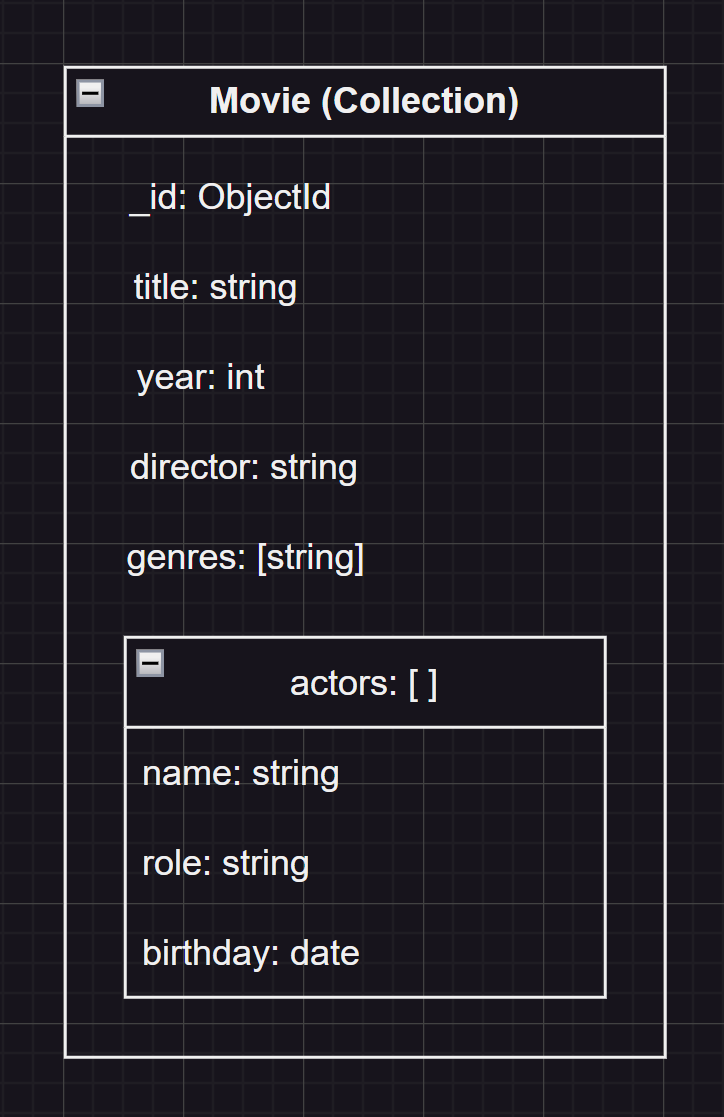 Movie (Collection)
_id: ObjectId
title: string
year: int
director: string
genres: [string]
actors: [ ]
name: string
role: string
birthday: date